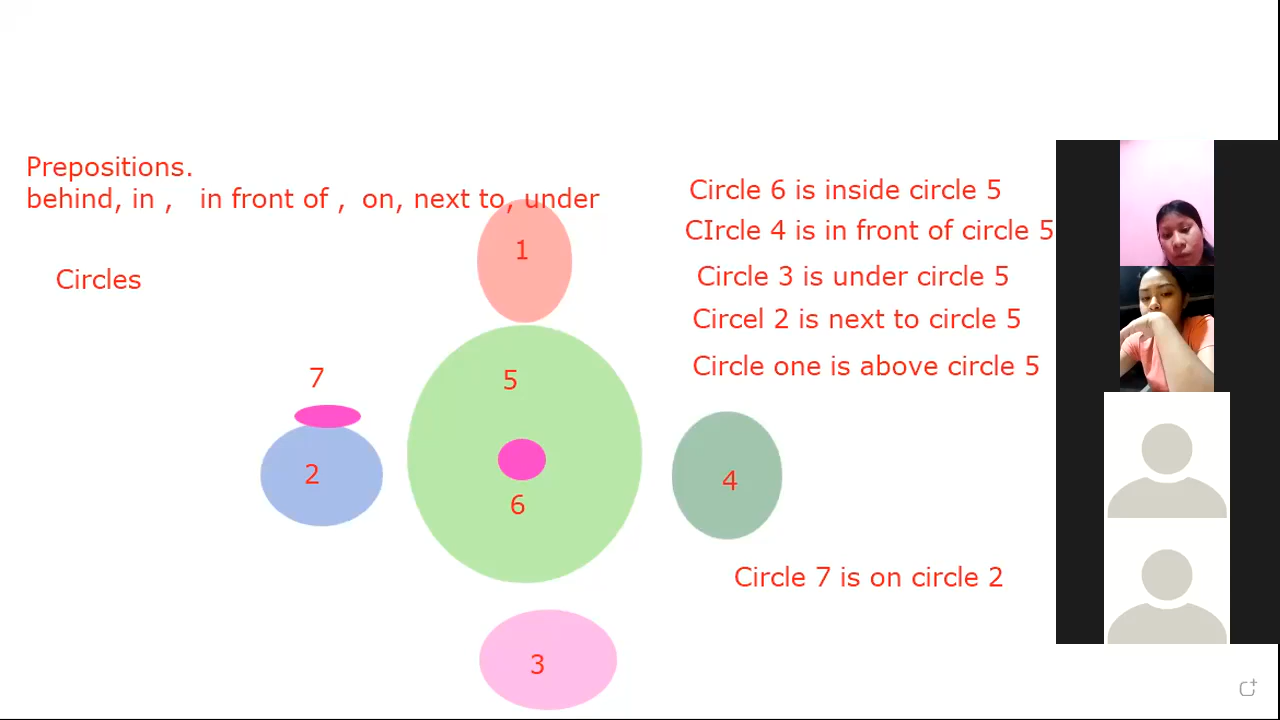 Prepositions.
behind, in ,   in front of ,  on, next to, under
Circles
1
7
5
2
6
4
3
Circle 6 is inside circle 5
CIrcle 4 is in front of circle 5
Circle 3 is under circle 5
Circel 2 is next to circle 5
Circle one is above circle 5
Circle 7 is on circle 2